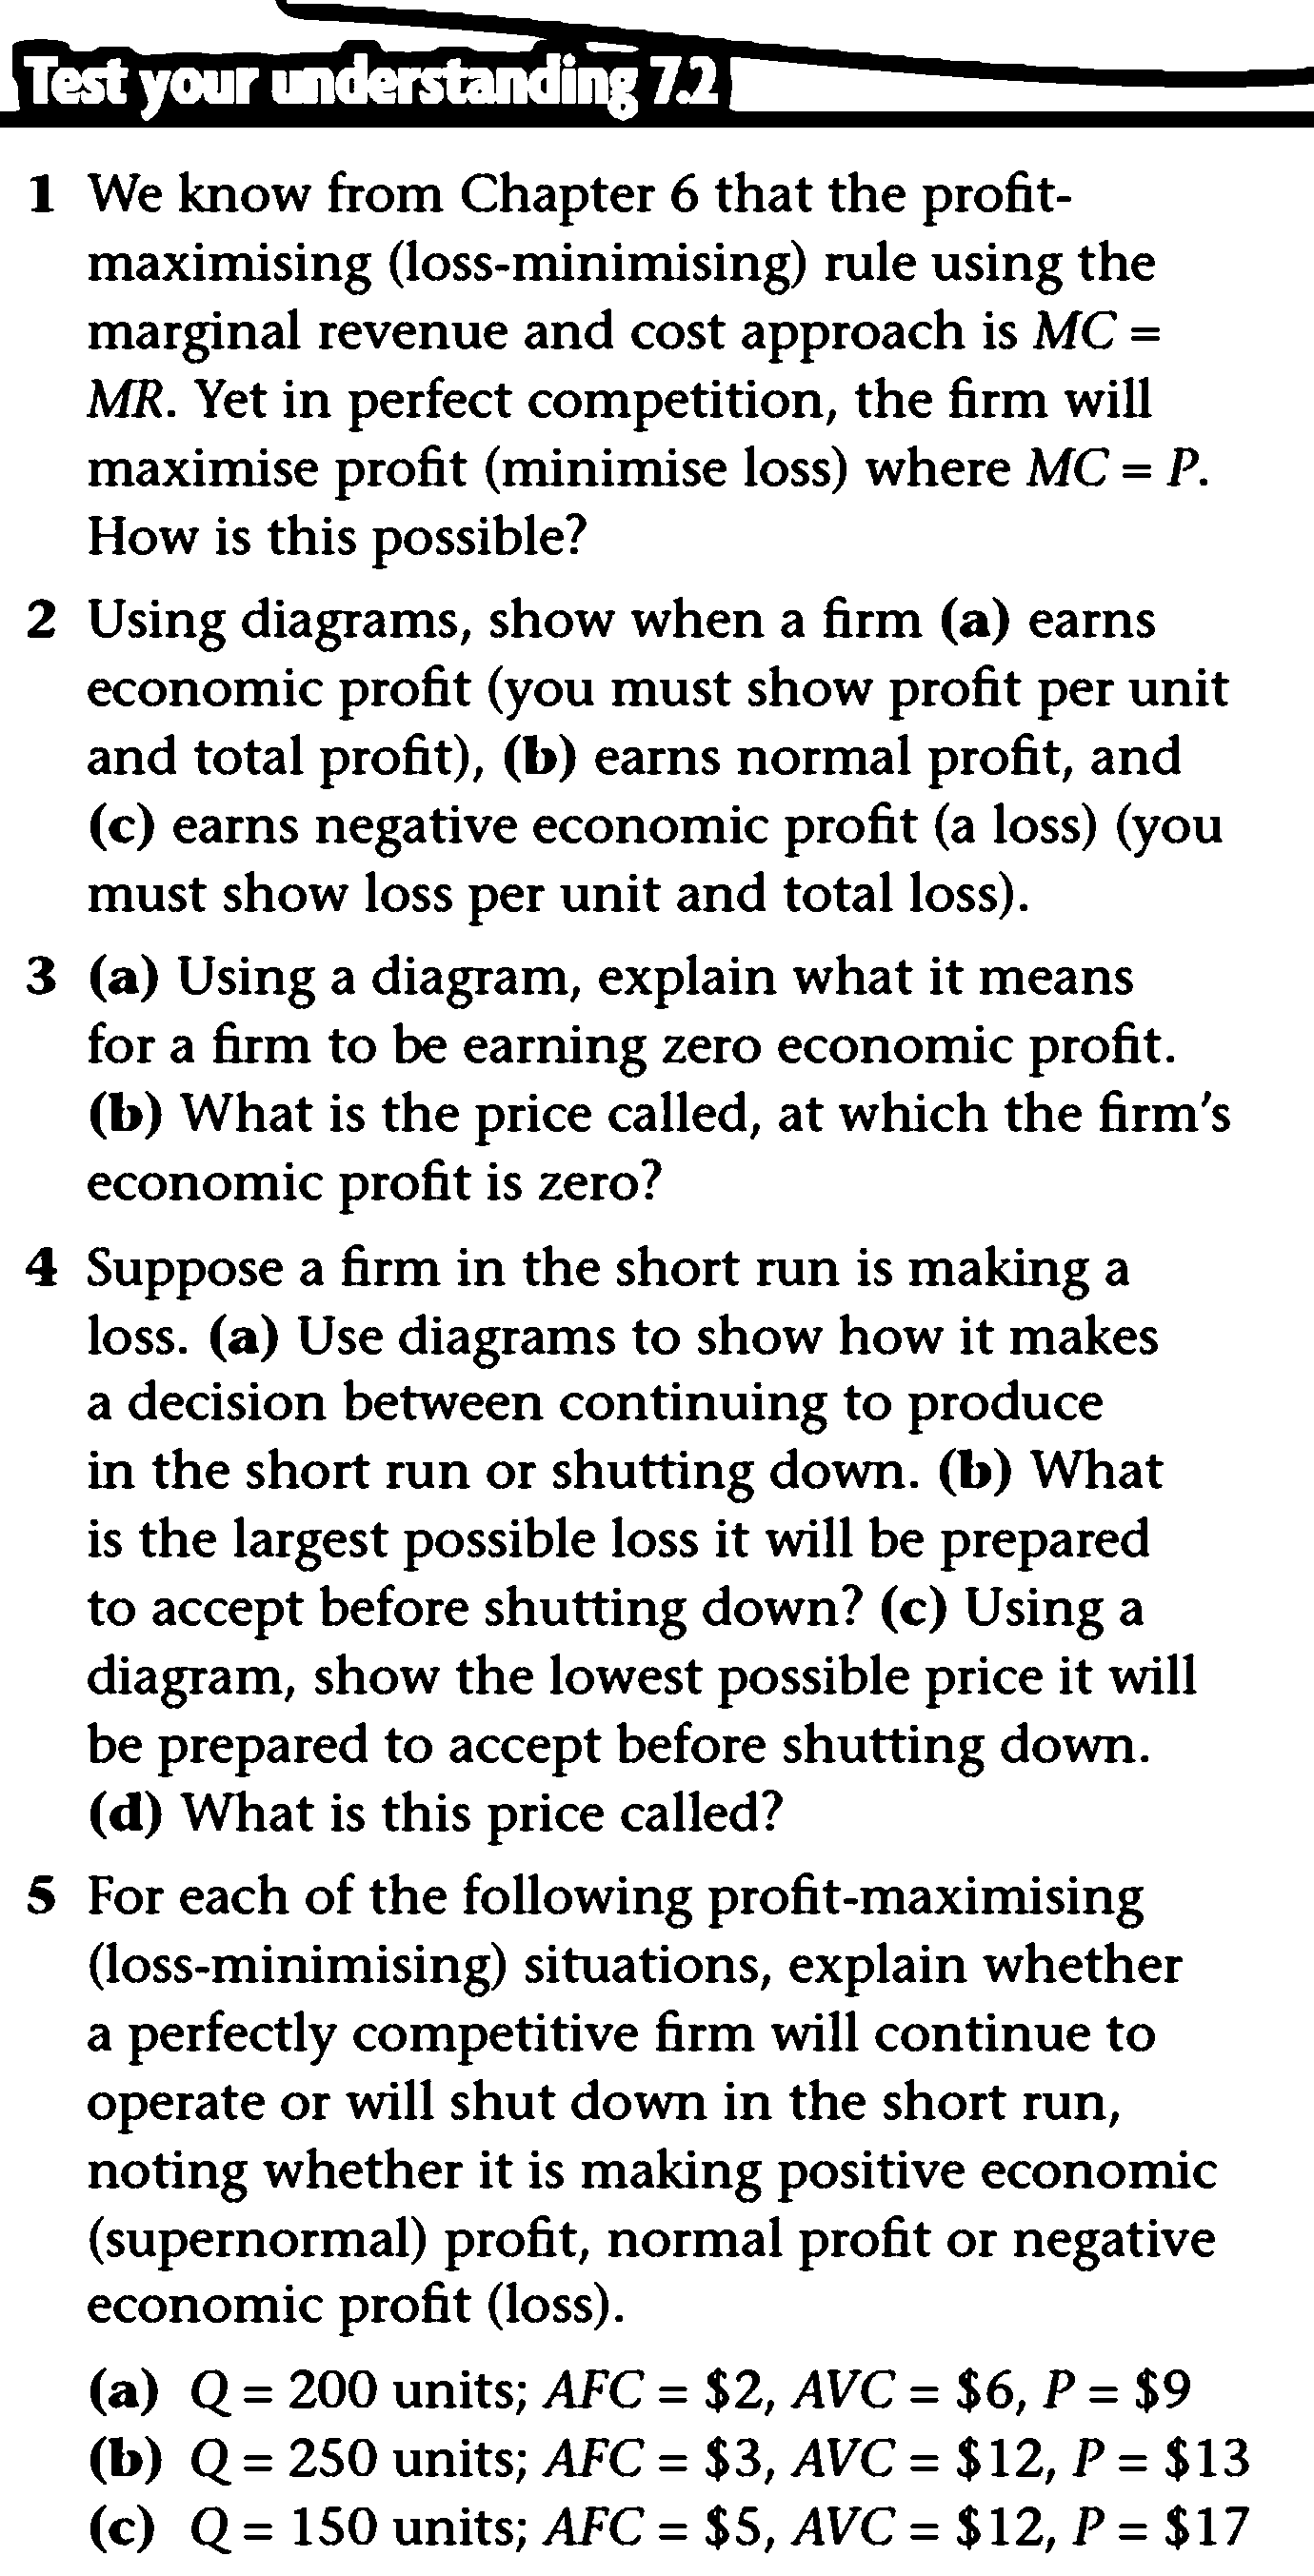 Test your understanding 7.2
1 We know from Chapter 6 that the profit-
maximising (loss-minimising) rule using the
marginal revenue and cost approach is MC =
MR. Yet in perfect competition, the firm will
maximise profit (minimise loss) where MC = P.
How is this possible?
2 Using diagrams, show when a firm (a) earns
economic profit (you must show profit per unit
and total profit), (b) earns normal profit, and
(c) earns negative economic profit (a loss) (you
must show loss per unit and total loss).
3 (a) Using a diagram, explain what it means
for a firm to be earning zero economic profit.
(b) What is the price called, at which the firm's
economic profit is zero?
4 Suppose a firm in the short run is making a
loss. (a) Use diagrams to show how it makes
a decision between continuing to produce
in the short run or shutting down. (b) What
is the largest possible loss it will be prepared
to accept before shutting down? (c) Using a
diagram, show the lowest possible price it will
be prepared to accept before shutting down.
(d) What is this price called?
5 For each of the following profit-maximising
(loss-minimising) situations, explain whether
a perfectly competitive firm will continue to
operate or will shut down in the short run,
noting whether it is making positive economic
(supernormal) profit, normal profit or negative
economic profit (loss).
(a) Q = 200 units; AFC = $2, AVC = $6, P = $9
(b) Q = 250 units; AFC = $3, AVC = $12, P = $13
(c) Q = 150 units; AFC = $5, AVC = $12, P = $17